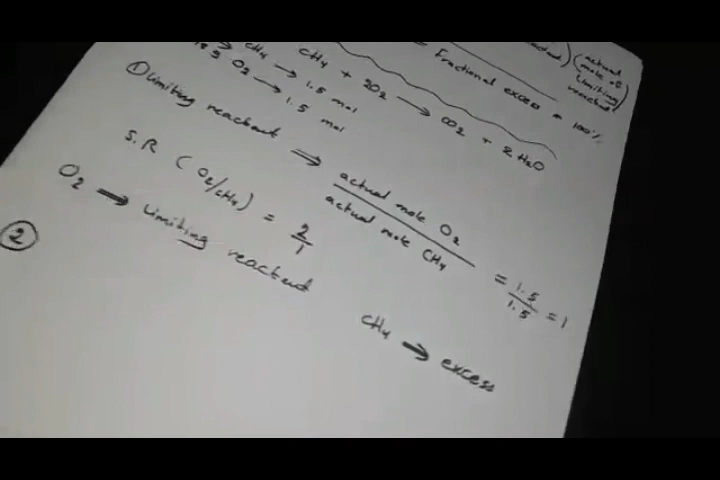 (actual mole of limiting reacted)
= Fractional excess * 100%
CH4 + 2O2 → CO2 + 2H2O
CH4 → 1.5 mol
g O2 → 1.5 mol
① Limiting reactant ⇒ actual mole O2 / actual mole CH4 = 1.5/1.5 = 1
S.R (O2/CH4) = 2/1
O2 → Limiting reactant
CH4 → excess
②